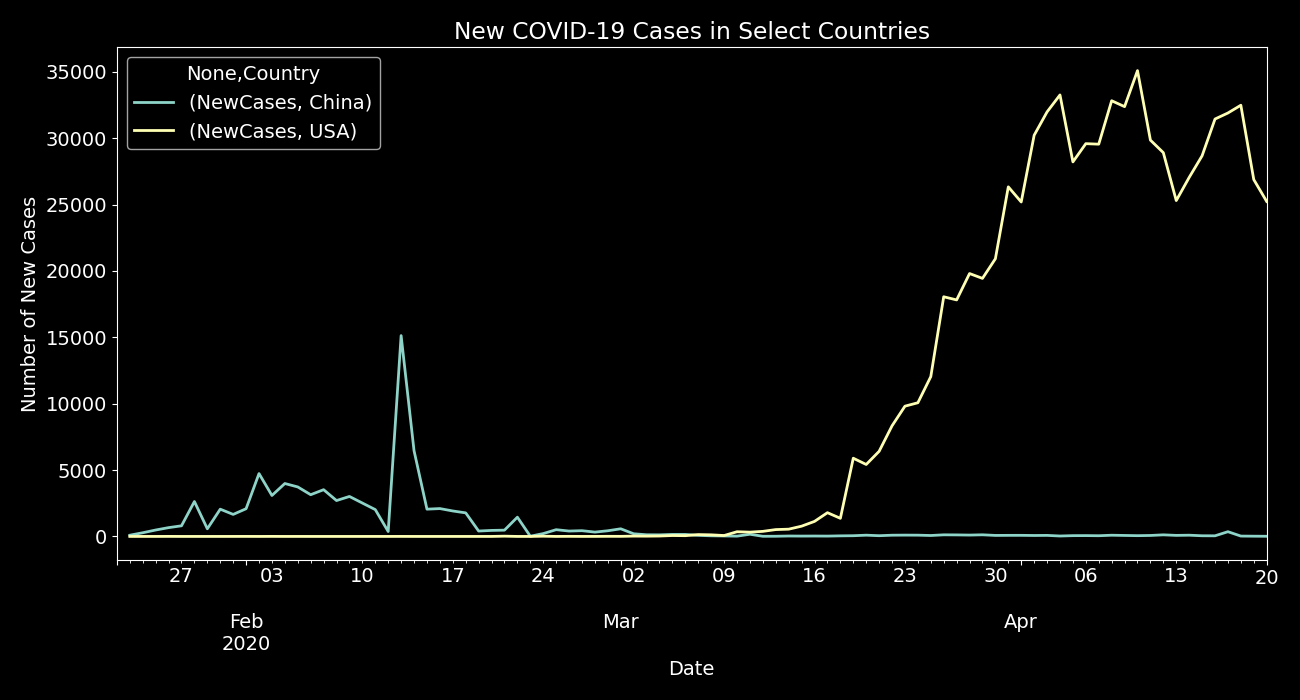 New COVID-19 Cases in Select Countries
None,Country
(NewCases, China)
(NewCases, USA)
Number of New Cases
35000
30000
25000
20000
15000
10000
5000
0
27 03 10 17 24 02 09 16 23 30 06 13 20
Feb Mar Apr
2020
Date